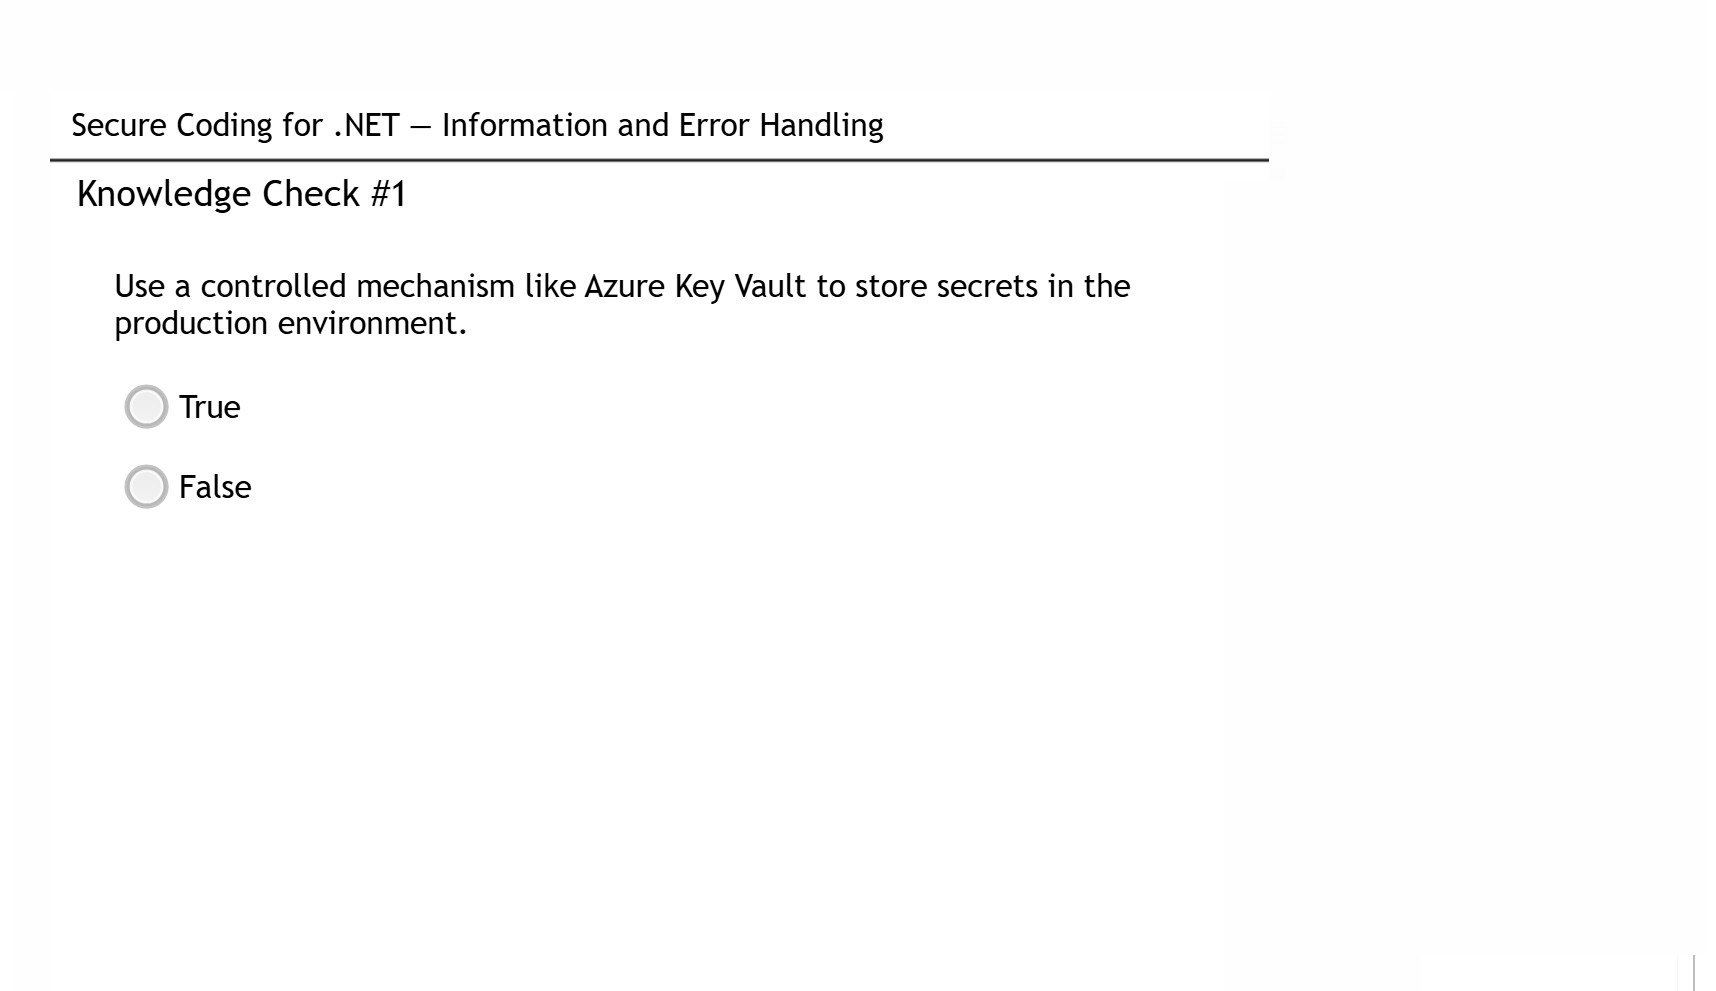 Secure Coding for .NET — Information and Error Handling
Knowledge Check #1
Use a controlled mechanism like Azure Key Vault to store secrets in the
production environment.
True
False